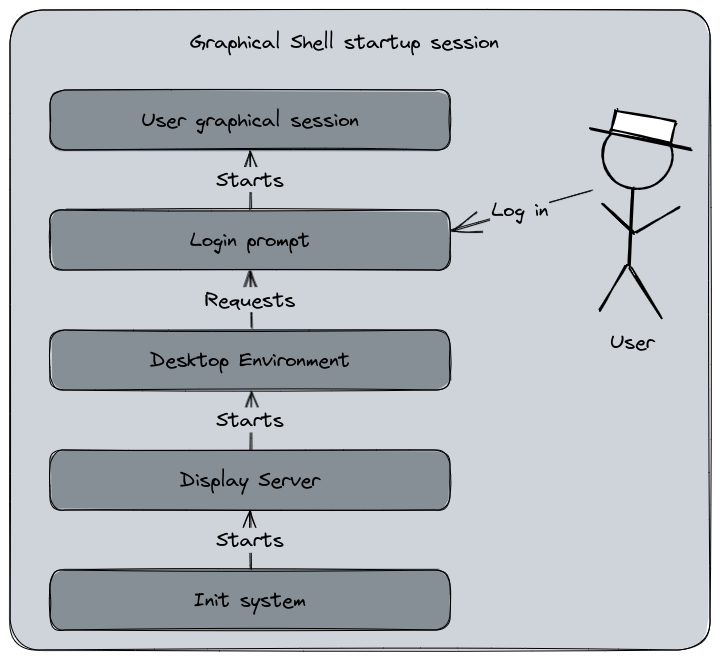 Graphical Shell startup session
User graphical session
Starts
Login prompt
Log in
Requests
User
Desktop Environment
Starts
Display Server
Starts
Init system